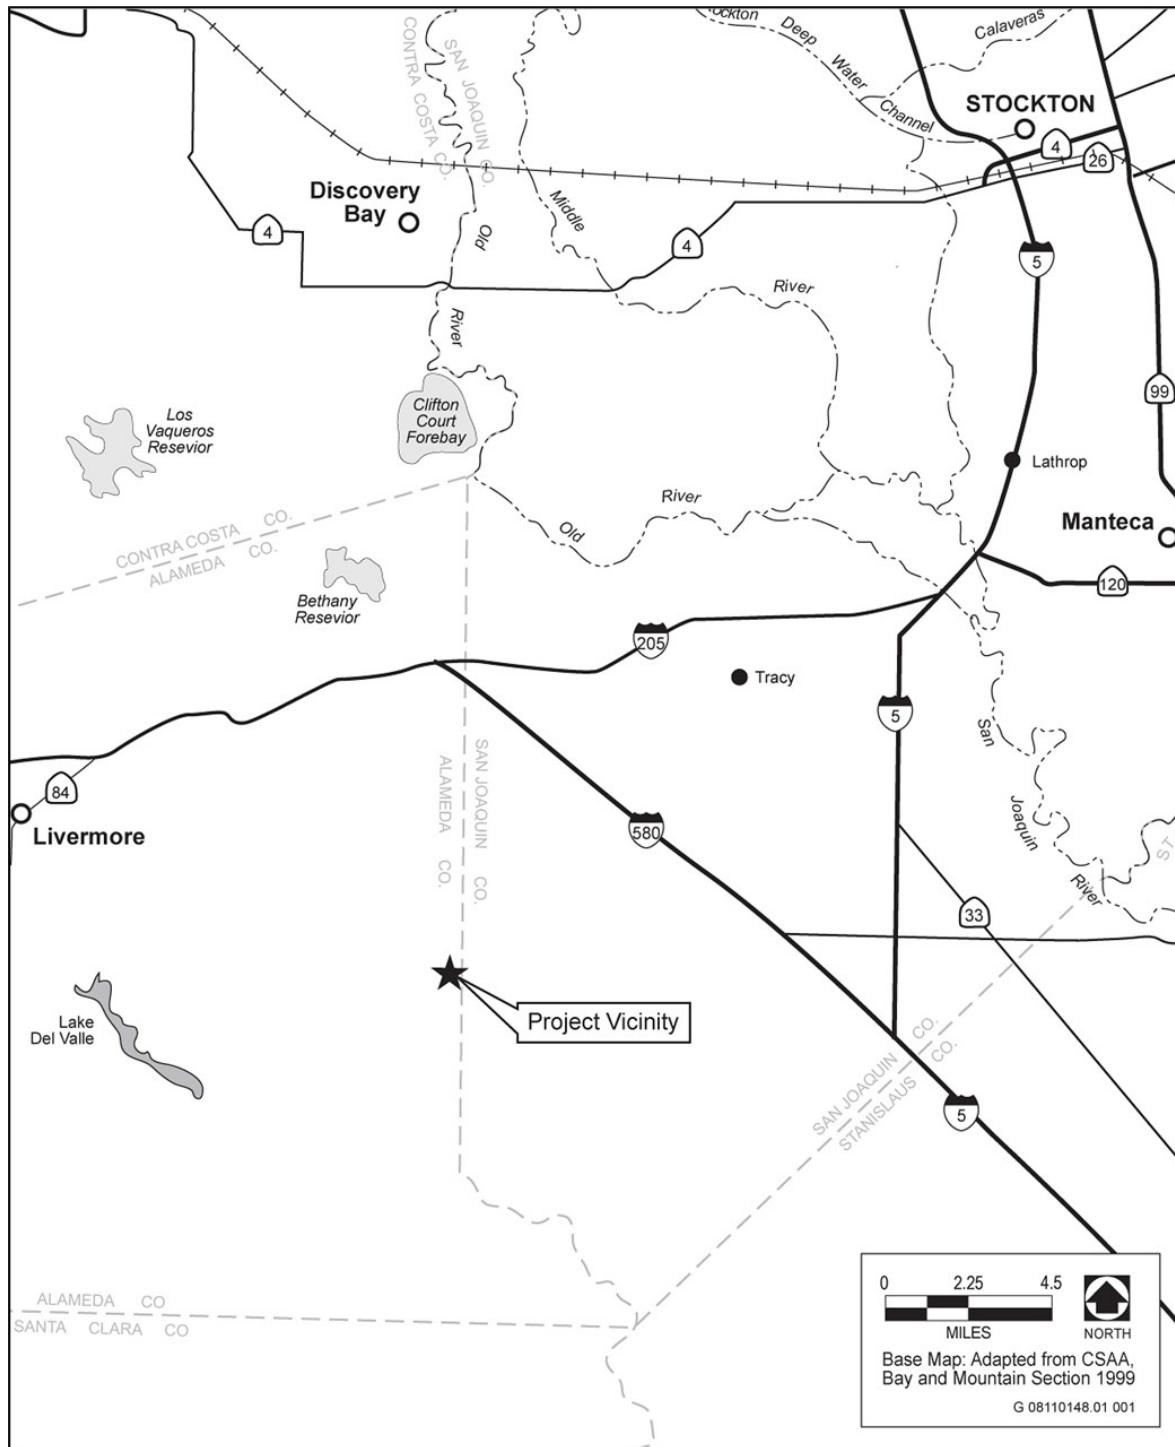 Stockton
Deep
Water
Channel
Calaveras
STOCKTON
4
26
CONTRA COSTA CO.
SAN JOAQUIN CO.
Discovery
Bay
4
Old
Middle
4
5
River
River
99
Los
Vaqueros
Resevior
Clifton
Court
Forebay
Lathrop
River
Old
Manteca
CONTRA COSTA CO.
ALAMEDA CO.
120
Bethany
Resevior
205
Tracy
5
San
Joaquin
River
ST
84
Livermore
ALAMEDA CO.
SAN JOAQUIN CO.
580
33
Lake
Del Valle
Project Vicinity
SAN JOAQUIN CO.
STANISLAUS CO.
5
ALAMEDA CO
SANTA CLARA CO
0 2.25 4.5
MILES
NORTH
Base Map: Adapted from CSAA,
Bay and Mountain Section 1999
G 08110148.01 001